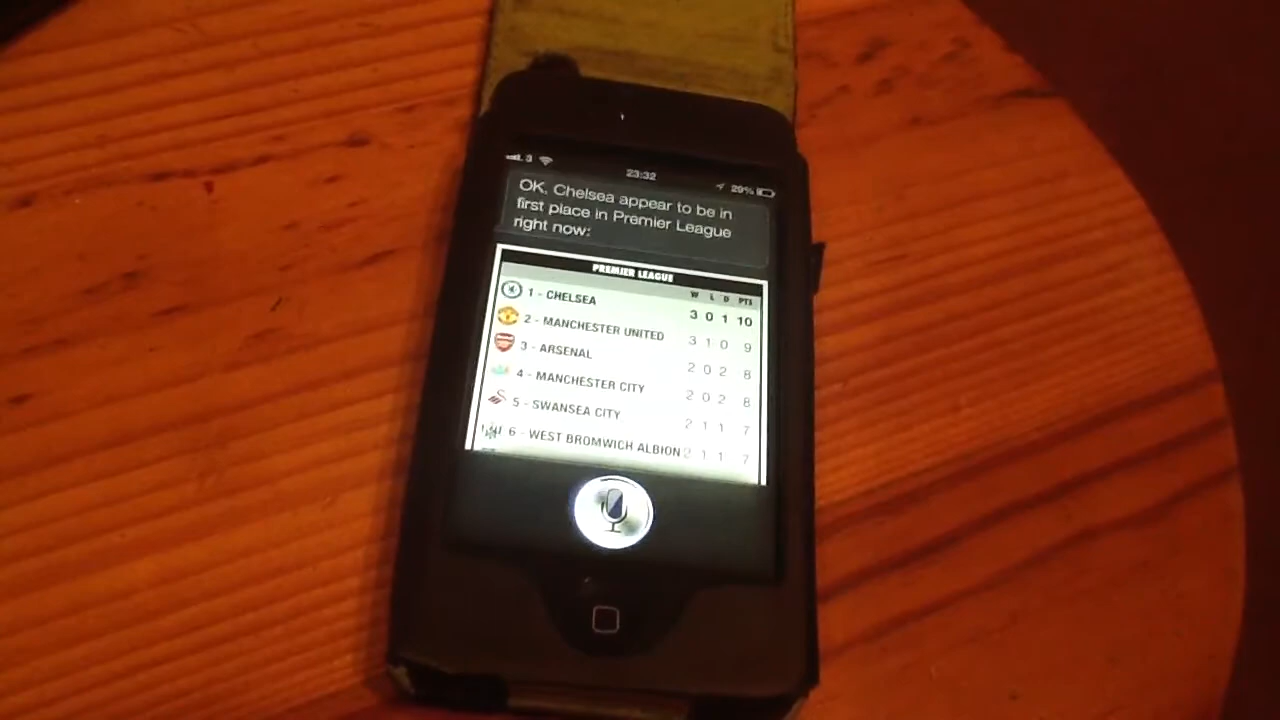 3
23:32
29%
OK, Chelsea appear to be in
first place in Premier League
right now:
PREMIER LEAGUE
W L D PTS
1 - CHELSEA 3 0 1 10
2 - MANCHESTER UNITED 3 1 0 9
3 - ARSENAL 2 0 2 8
4 - MANCHESTER CITY 2 0 2 8
5 - SWANSEA CITY 2 1 1 7
6 - WEST BROMWICH ALBION 2 1 1 7